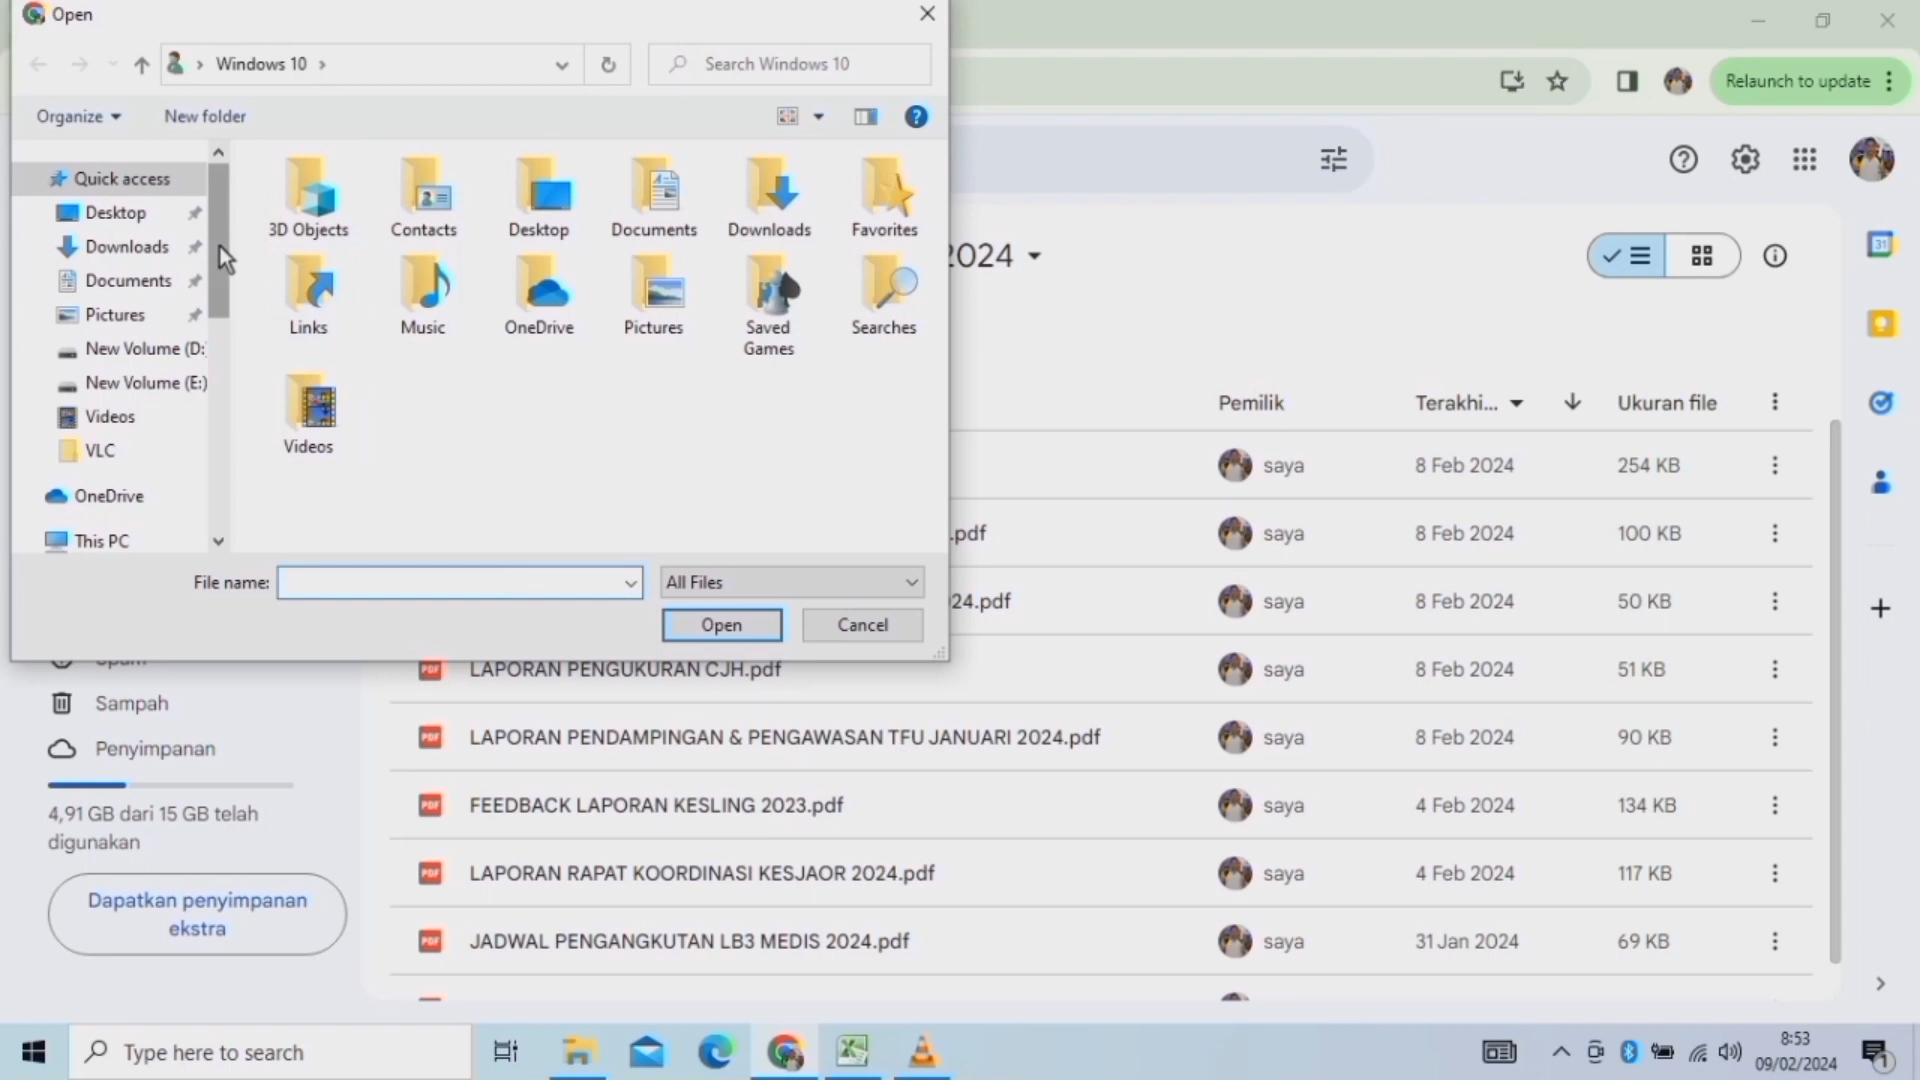 Open
Windows 10
Search Windows 10
Relaunch to update
Organize
New folder
Quick access
Desktop
Downloads
Documents
Pictures
New Volume (D:
New Volume (E:)
Videos
VLC
OneDrive
This PC
3D Objects
Contacts
Desktop
Documents
Downloads
Favorites
Links
Music
OneDrive
Pictures
Saved
Games
Searches
Videos
File name:
All Files
Open
Cancel
2024
31
Pemilik
Terakhi...
Ukuran file
saya
8 Feb 2024
254 KB
.pdf
saya
8 Feb 2024
100 KB
24.pdf
saya
8 Feb 2024
50 KB
PDF
LAPORAN PENGUKURAN CJH.pdf
saya
8 Feb 2024
51 KB
PDF
LAPORAN PENDAMPINGAN & PENGAWASAN TFU JANUARI 2024.pdf
saya
8 Feb 2024
90 KB
PDF
FEEDBACK LAPORAN KESLING 2023.pdf
saya
4 Feb 2024
134 KB
PDF
LAPORAN RAPAT KOORDINASI KESJAOR 2024.pdf
saya
4 Feb 2024
117 KB
PDF
JADWAL PENGANGKUTAN LB3 MEDIS 2024.pdf
saya
31 Jan 2024
69 KB
Spam
Sampah
Penyimpanan
4,91 GB dari 15 GB telah
digunakan
Dapatkan penyimpanan
ekstra
Type here to search
8:53
09/02/2024
1